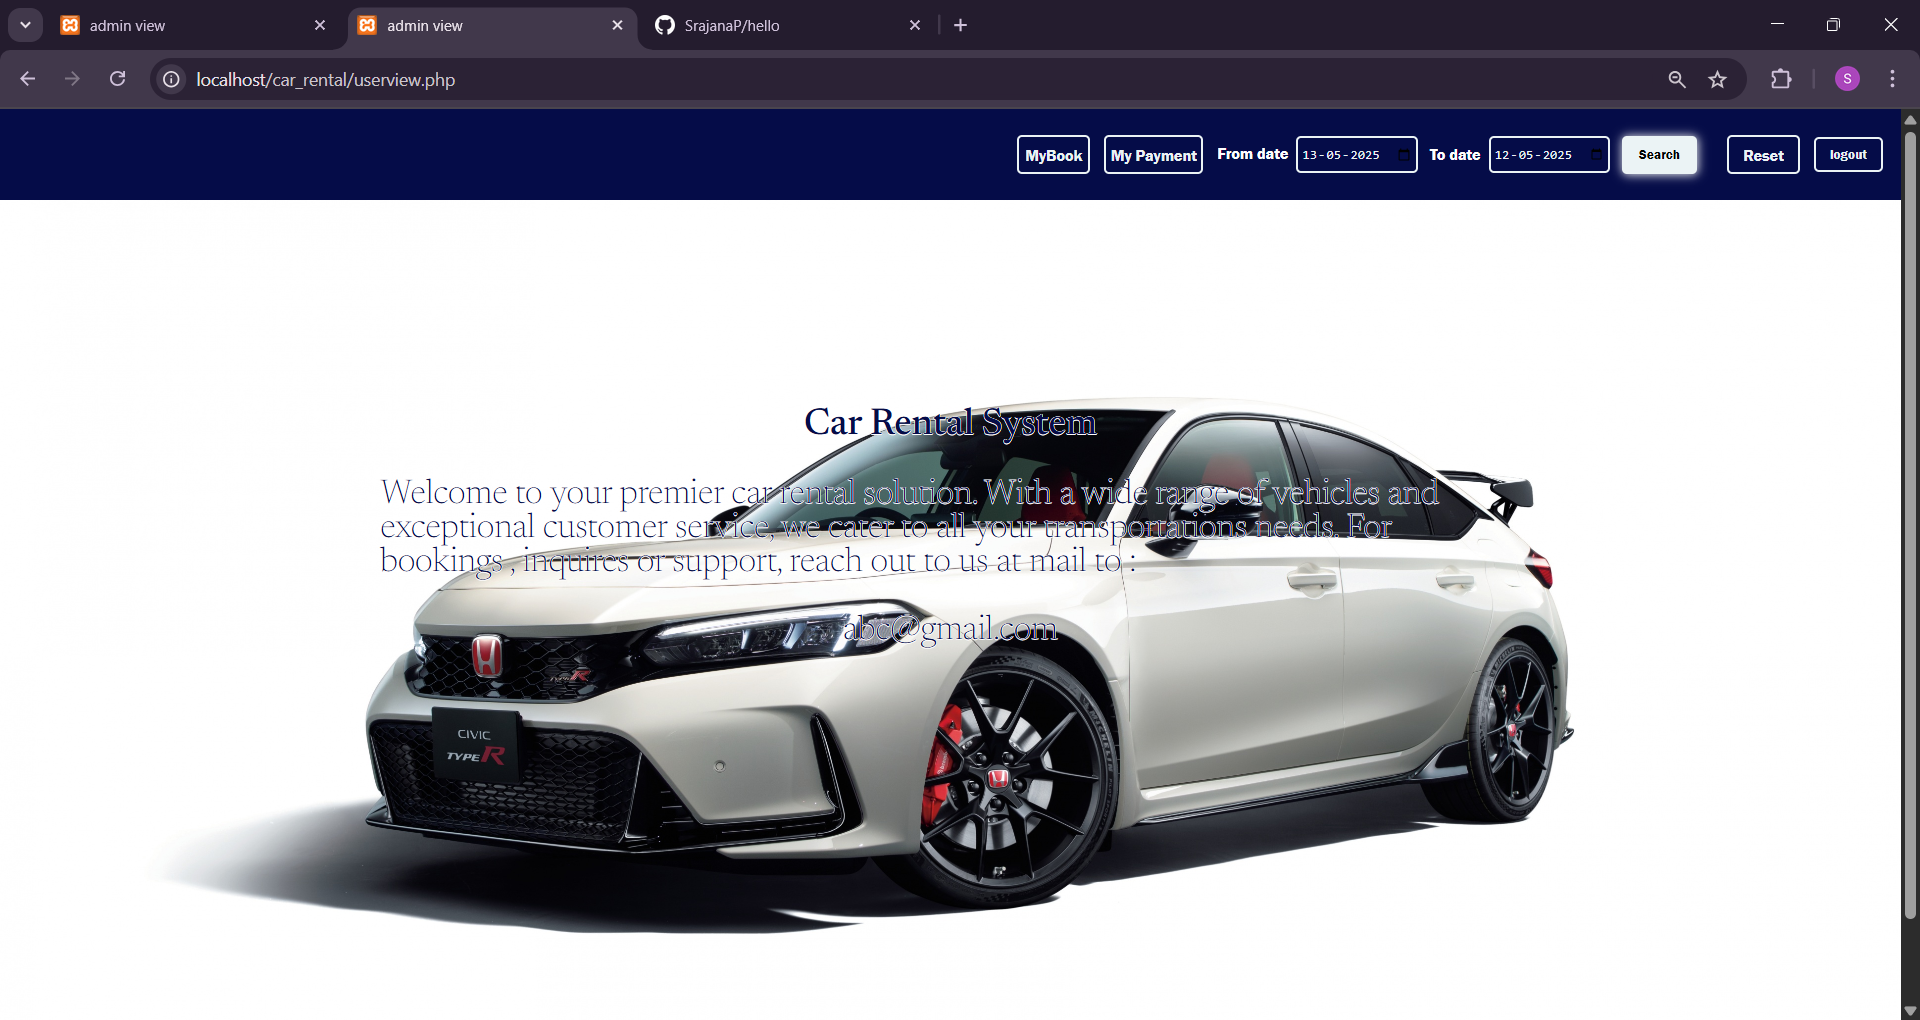 admin view
admin view
SrajanaP/hello
localhost/car_rental/userview.php
S
MyBook
My Payment
From date
13-05-2025
To date
12-05-2025
Search
Reset
logout
Car Rental System
Welcome to your premier car rental solution. With a wide range of vehicles and
exceptional customer service, we cater to all your transportations needs. For
bookings , inquires or support, reach out to us at mail to :
abc@gmail.com
TYPE R
CIVIC
TYPE R